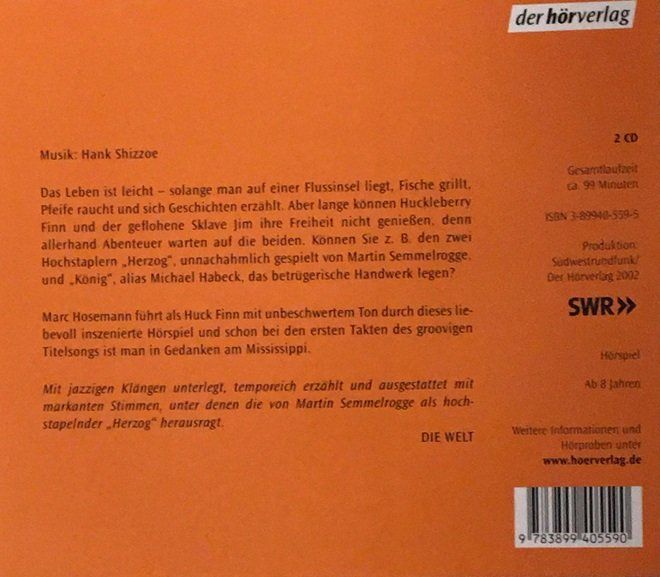 der hörverlag
Musik: Hank Shizzoe
Das Leben ist leicht – solange man auf einer Flussinsel liegt, Fische grillt,
Pfeife raucht und sich Geschichten erzählt. Aber lange können Huckleberry
Finn und der geflohene Sklave Jim ihre Freiheit nicht genießen, denn
allerhand Abenteuer warten auf die beiden. Können Sie z. B. den zwei
Hochstaplern „Herzog“, unnachahmlich gespielt von Martin Semmelrogge,
und „König“, alias Michael Habeck, das betrügerische Handwerk legen?
Marc Hosemann führt als Huck Finn mit unbeschwertem Ton durch dieses lie-
bevoll inszenierte Hörspiel und schon bei den ersten Takten des groovigen
Titelsongs ist man in Gedanken am Mississippi.
Mit jazzigen Klängen unterlegt, temporeich erzählt und ausgestattet mit
markanten Stimmen, unter denen die von Martin Semmelrogge als hoch-
stapelnder „Herzog“ herausragt.
DIE WELT
2 CD
Gesamtlaufzeit
ca. 99 Minuten
ISBN 3-89940-559-5
Produktion:
Südwestrundfunk/
Der Hörverlag 2002
SWR»
Hörspiel
Ab 8 Jahren
Weitere Informationen und
Hörproben unter
www.hoerverlag.de
9 783899 405590